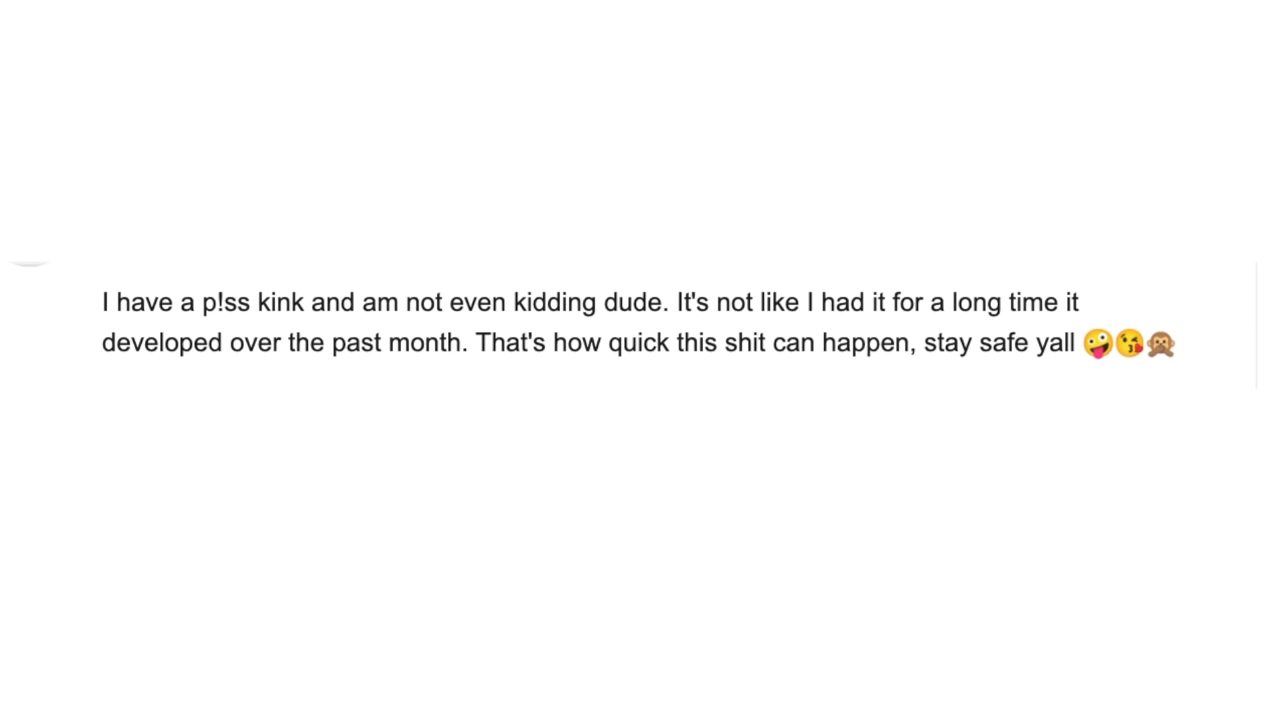 I have a p!ss kink and am not even kidding dude. It's not like I had it for a long time it
developed over the past month. That's how quick this shit can happen, stay safe yall 🤪😘🙊